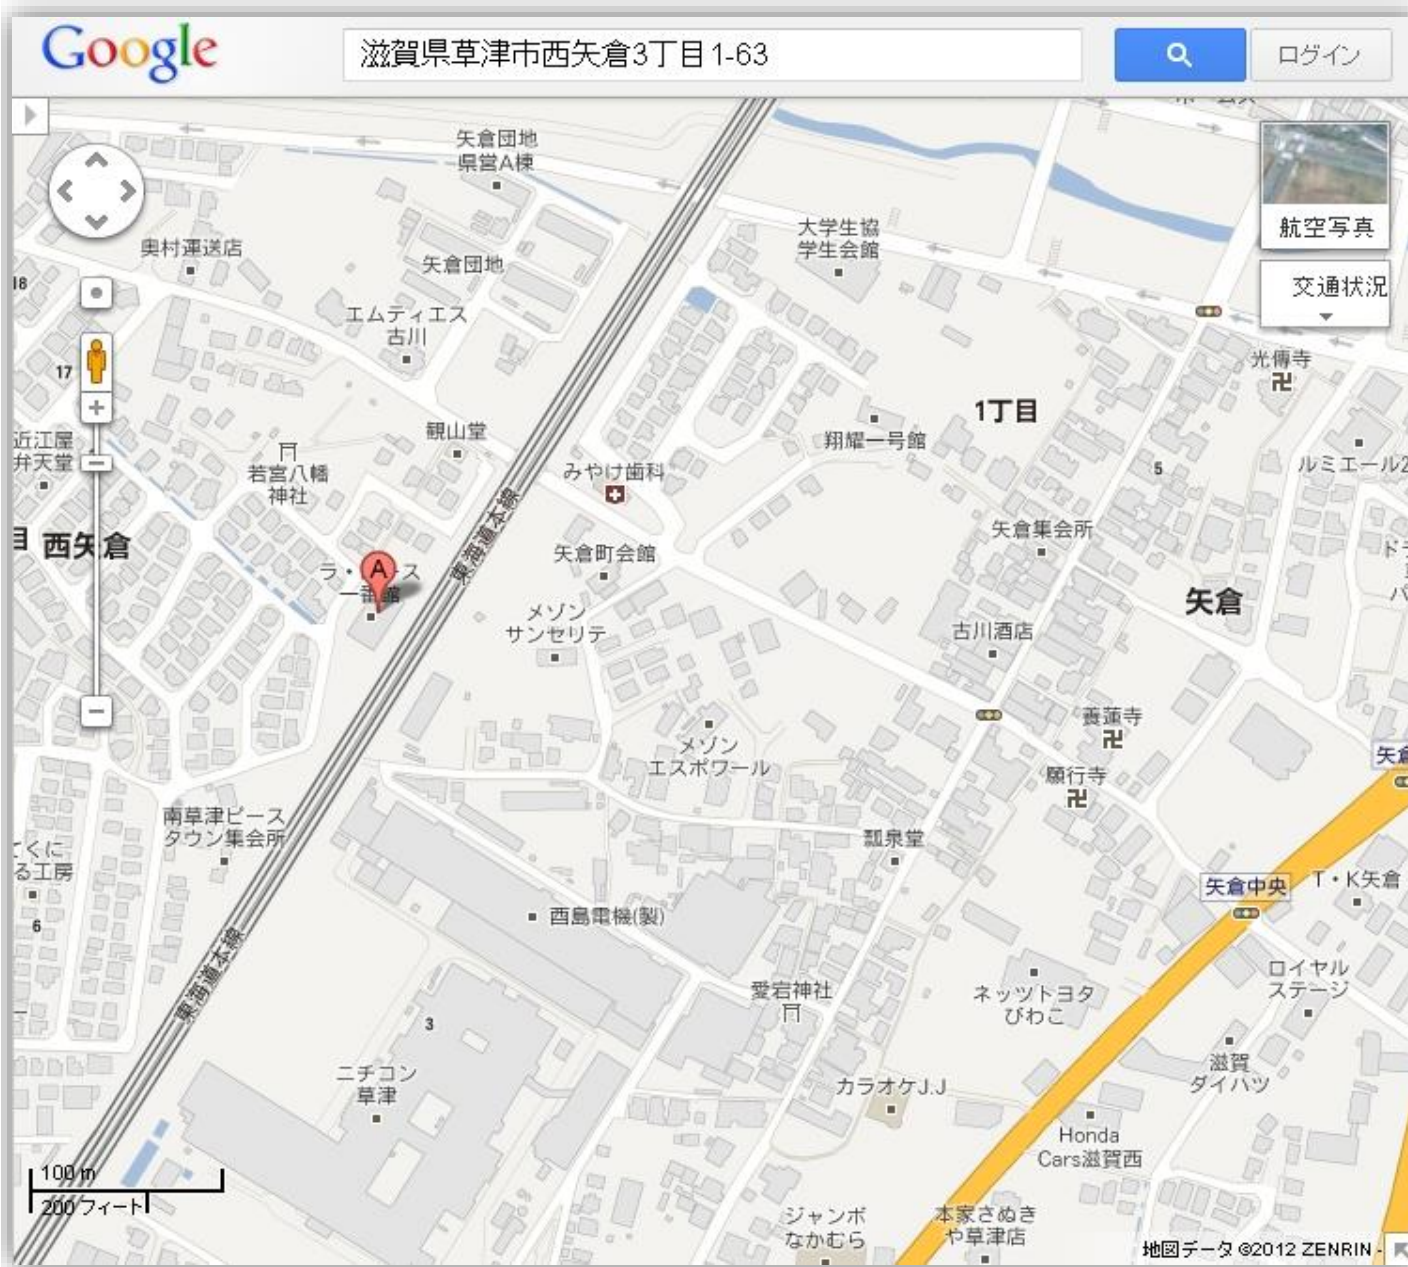 Google
滋賀県草津市西矢倉3丁目1-63
ログイン
矢倉団地
県営A棟
航空写真
交通状況
大学生協
学生会館
奥村運送店
矢倉団地
18
エムティエス
古川
光傳寺
17
1丁目
近江屋
弁天堂
観山堂
翔耀一号館
ルミエール2
若宮八幡
神社
みやけ歯科
5
東海道本線
矢倉集会所
目
西矢倉
矢倉町会館
A
一番館
メゾン
サンセリテ
矢倉
古川酒店
養蓮寺
メゾン
エスポワール
願行寺
矢倉
南草津ピース
タウン集会所
瓢泉堂
てくに
る工房
矢倉中央
T・K矢倉
6
酉島電機(製)
東海道本線
ロイヤル
ステージ
愛宕神社
ネッツトヨタ
びわこ
3
ニチコン
草津
滋賀
ダイハツ
カラオケJ.J
Honda
Cars滋賀西
100 m
200 フィート
ジャンボ
なかむら
本家さぬき
や草津店
地図データ ©2012 ZENRIN -